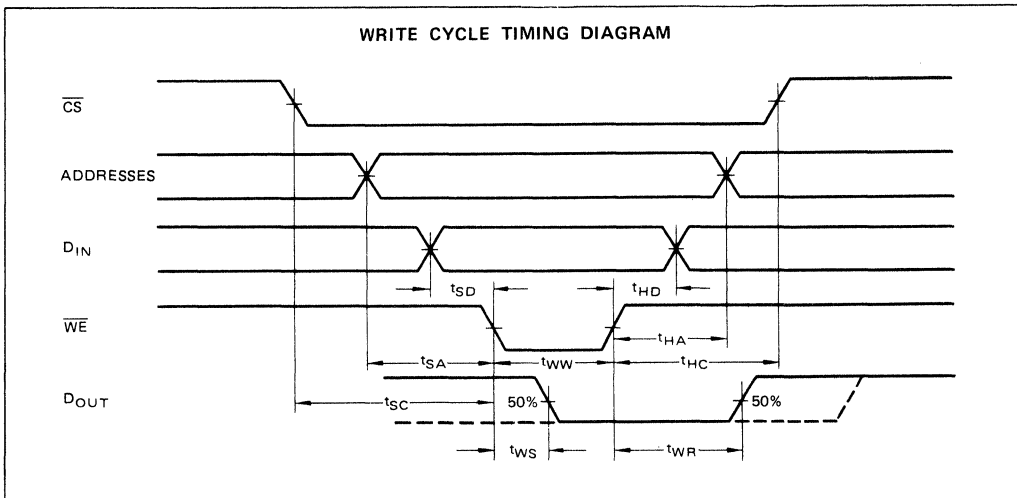 WRITE CYCLE TIMING DIAGRAM
CS
ADDRESSES
DIN
tSD
tHD
WE
tHA
tSA
tWW
tHC
DOUT
tSC
50%
50%
tWS
tWR